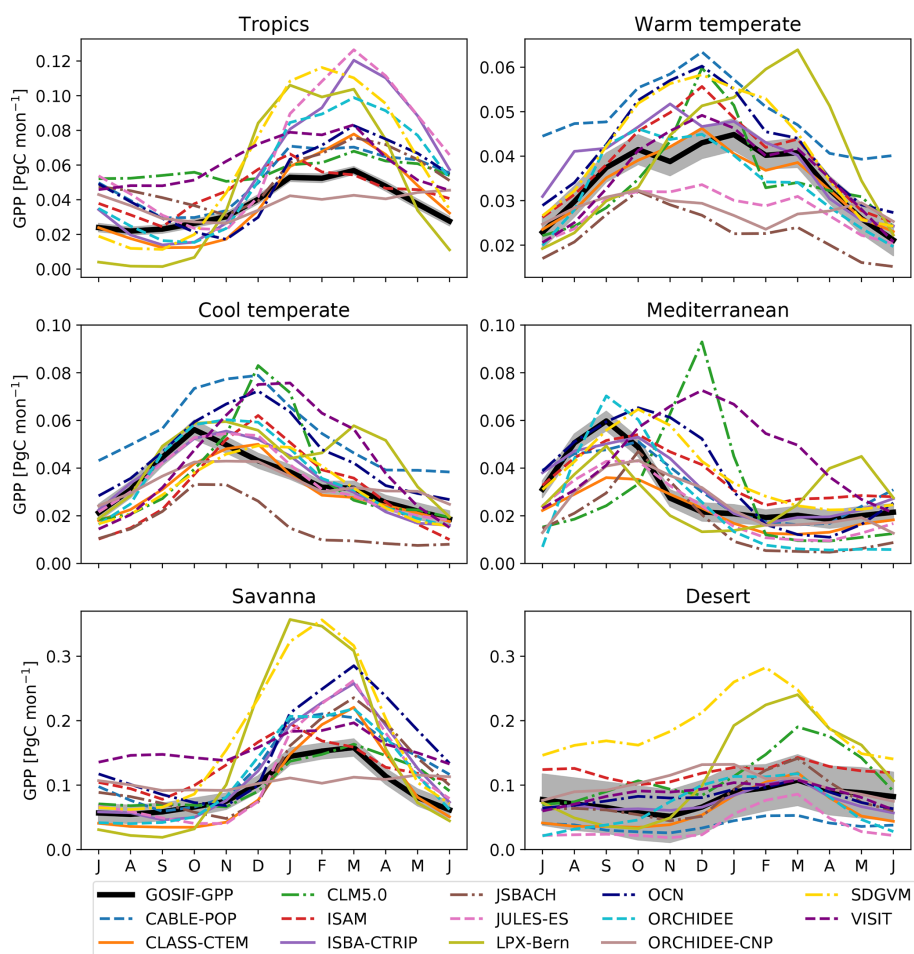 Tropics
Warm temperate
GPP [PgC mon⁻¹]
0.12
0.10
0.08
0.06
0.04
0.02
0.00
0.06
0.05
0.04
0.03
0.02
Cool temperate
Mediterranean
GPP [PgC mon⁻¹]
0.10
0.08
0.06
0.04
0.02
0.00
0.10
0.08
0.06
0.04
0.02
0.00
Savanna
Desert
GPP [PgC mon⁻¹]
0.3
0.2
0.1
0.0
0.3
0.2
0.1
0.0
J A S O N D J F M A M J
J A S O N D J F M A M J
GOSIF-GPP CLM5.0 JSBACH OCN SDGVM
CABLE-POP ISAM JULES-ES ORCHIDEE VISIT
CLASS-CTEM ISBA-CTRIP LPX-Bern ORCHIDEE-CNP